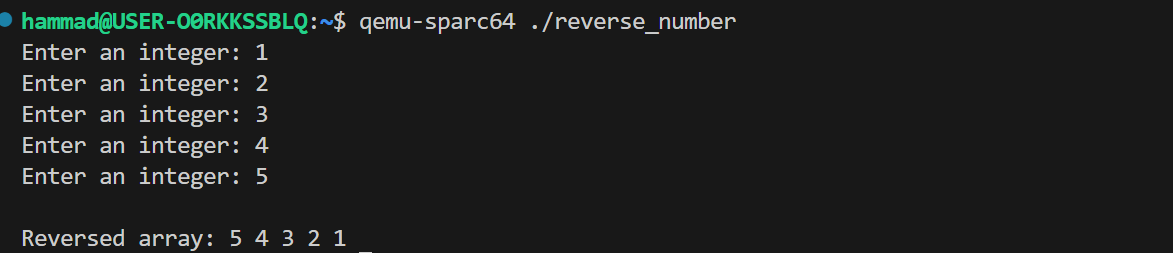 hammad@USER-O0RKKSSBLQ:~$ qemu-sparc64 ./reverse_number
Enter an integer: 1
Enter an integer: 2
Enter an integer: 3
Enter an integer: 4
Enter an integer: 5
Reversed array: 5 4 3 2 1